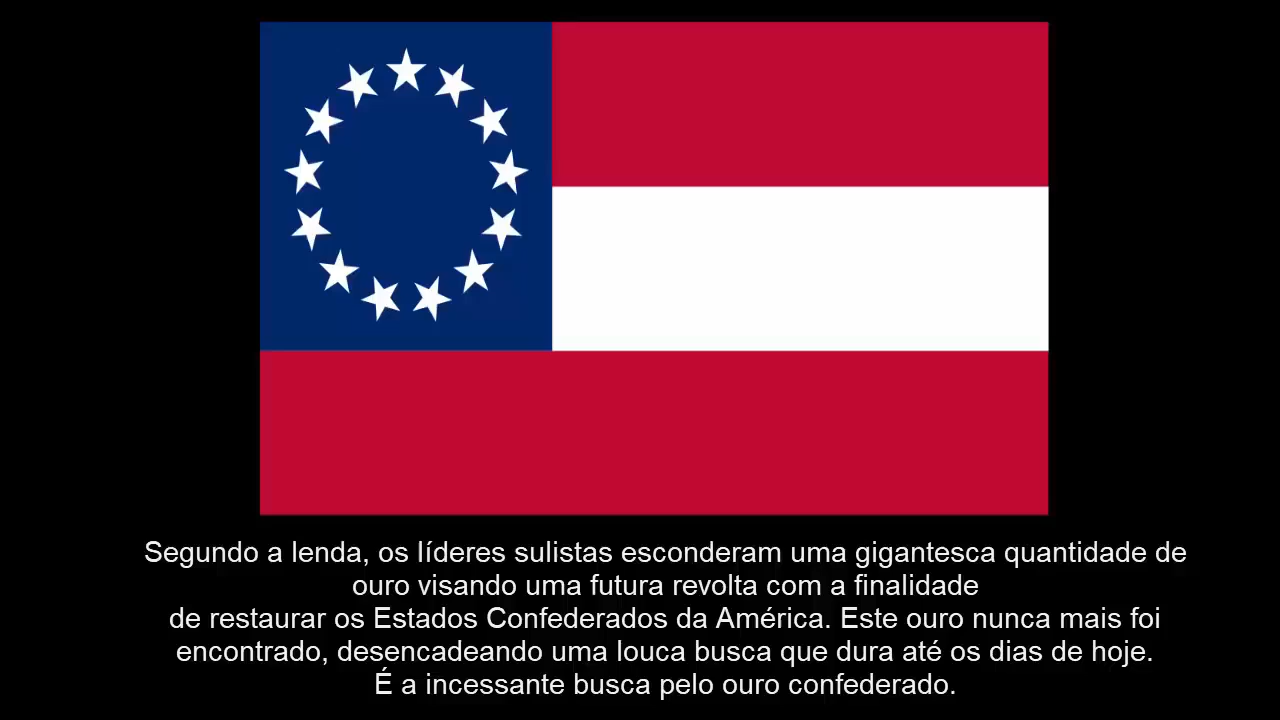 Segundo a lenda, os líderes sulistas esconderam uma gigantesca quantidade de
ouro visando uma futura revolta com a finalidade
de restaurar os Estados Confederados da América. Este ouro nunca mais foi
encontrado, desencadeando uma louca busca que dura até os dias de hoje.
É a incessante busca pelo ouro confederado.